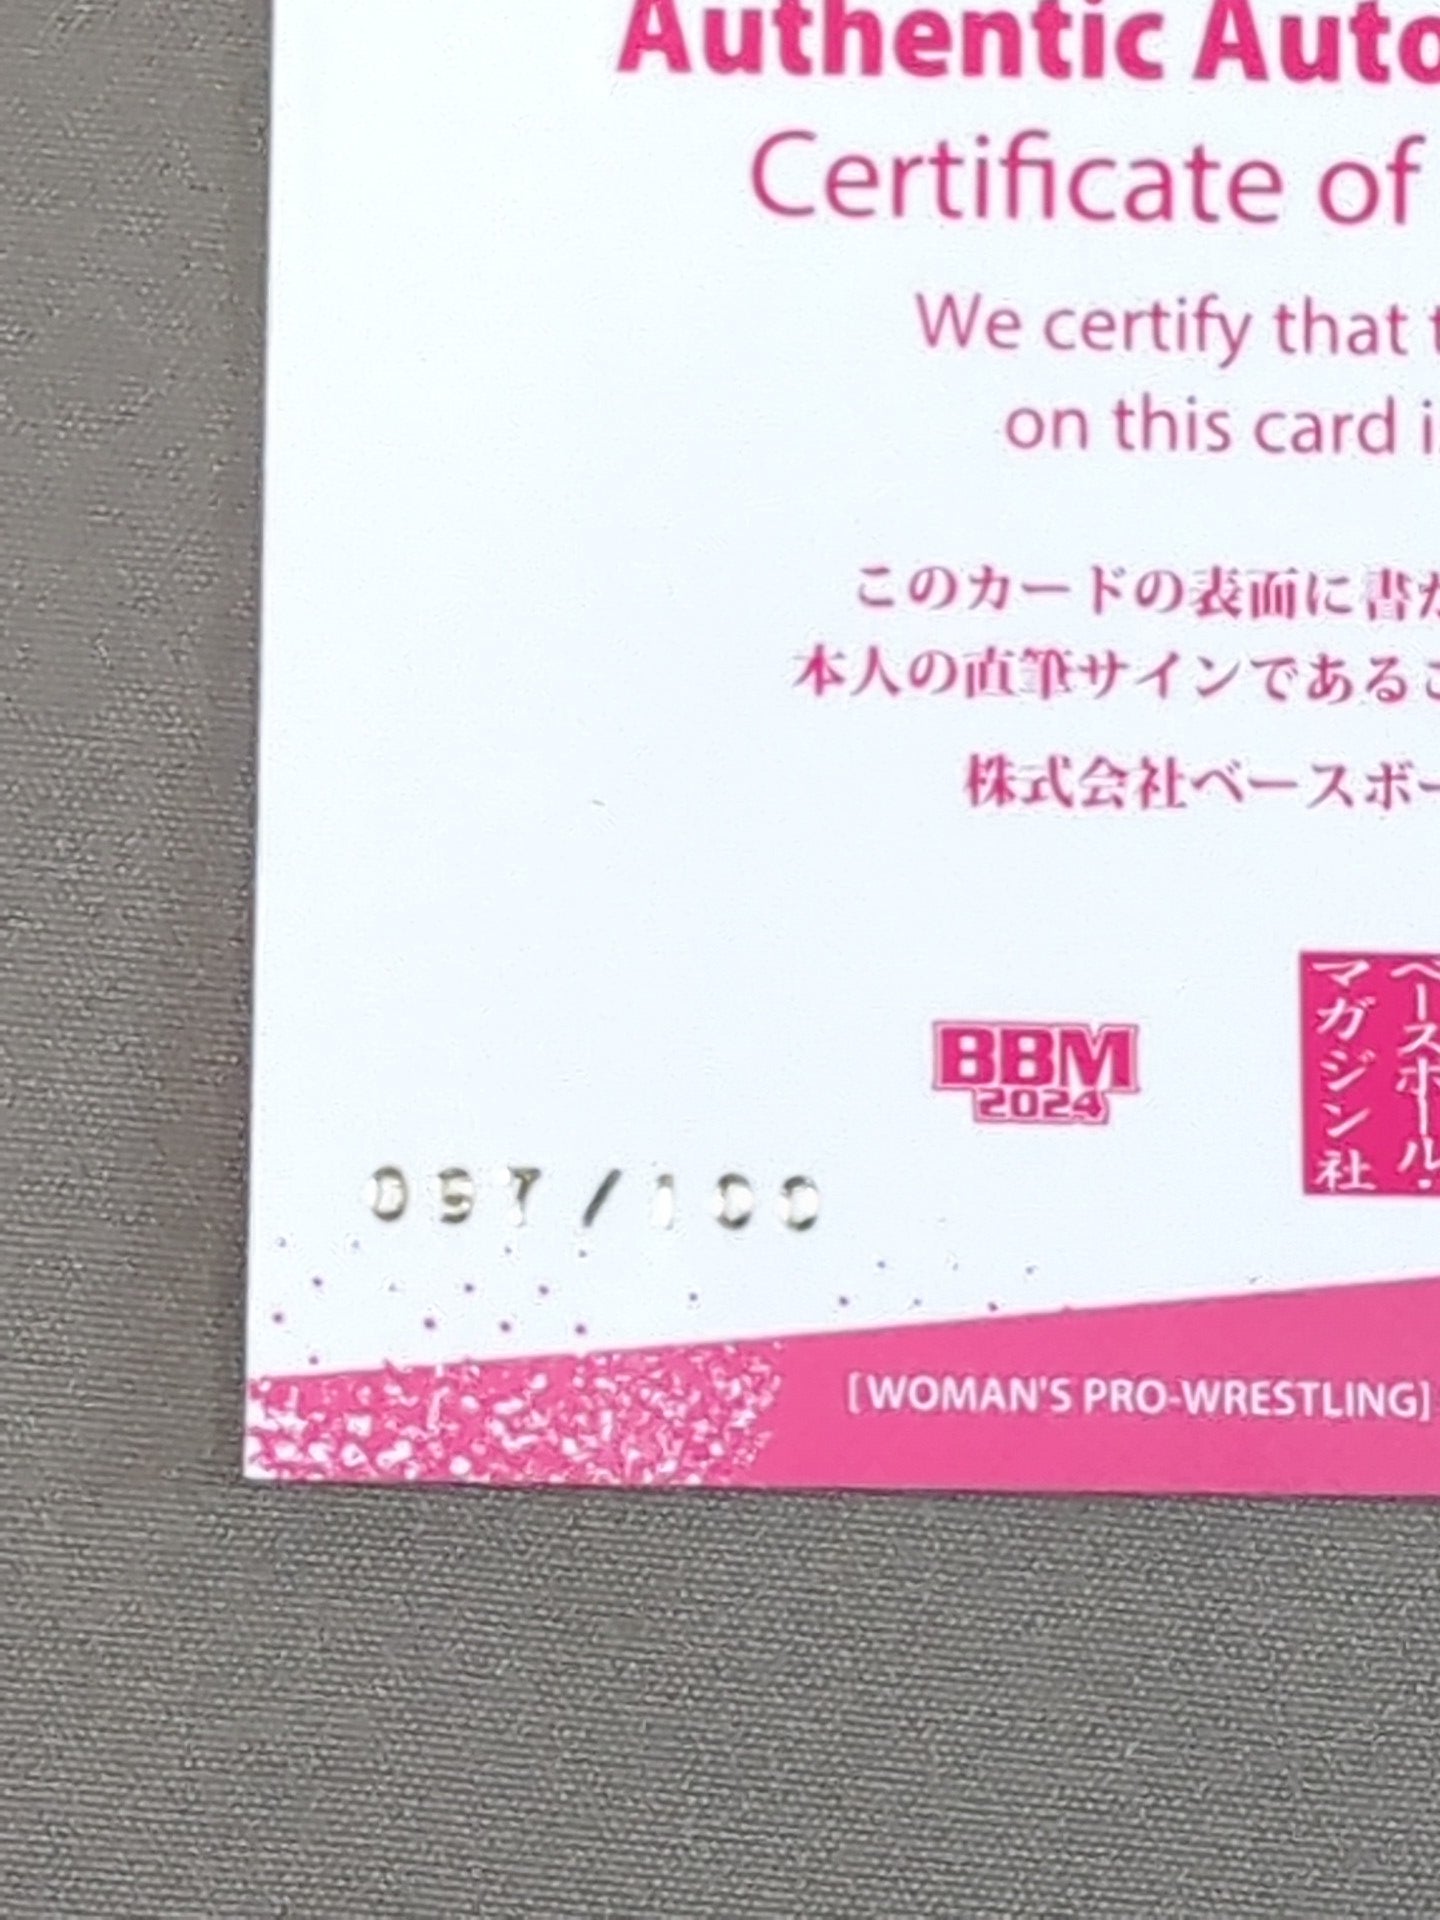 Authentic Auto
Certificate of
We certify that t
on this card i
このカードの表面に書か
本人の直筆サインであるこ
株式会社ベースボー
BBM
2024
ベースボール・
マガジン社
097/100
[WOMAN'S PRO-WRESTLING]